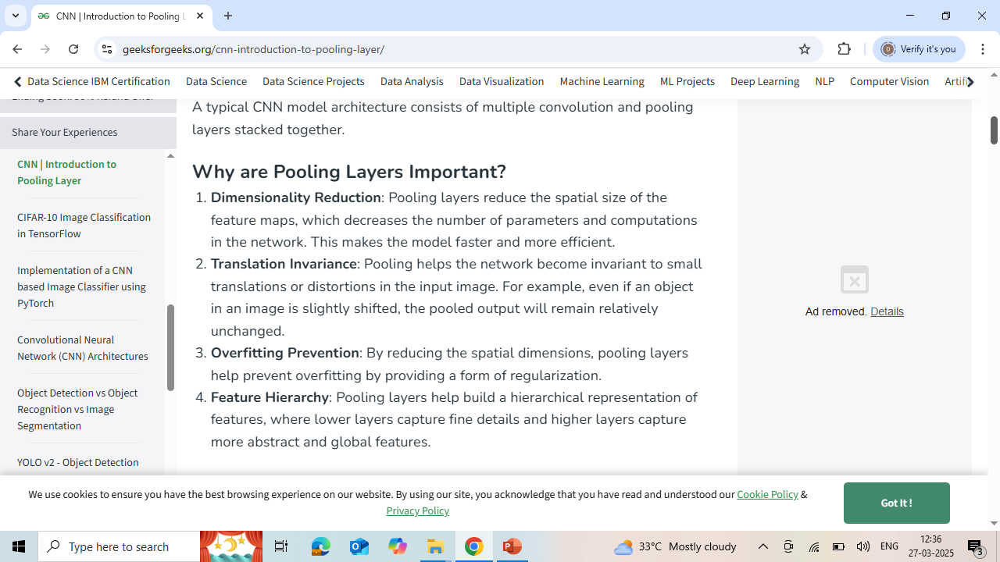 CNN | Introduction to Pooling L
geeksforgeeks.org/cnn-introduction-to-pooling-layer/
Verify it's you
Data Science IBM Certification
Data Science
Data Science Projects
Data Analysis
Data Visualization
Machine Learning
ML Projects
Deep Learning
NLP
Computer Vision
Artifi
Share Your Experiences
CNN | Introduction to
Pooling Layer
CIFAR-10 Image Classification
in TensorFlow
Implementation of a CNN
based Image Classifier using
PyTorch
Convolutional Neural
Network (CNN) Architectures
Object Detection vs Object
Recognition vs Image
Segmentation
YOLO v2 - Object Detection
A typical CNN model architecture consists of multiple convolution and pooling
layers stacked together.
Why are Pooling Layers Important?
1. Dimensionality Reduction: Pooling layers reduce the spatial size of the
feature maps, which decreases the number of parameters and computations
in the network. This makes the model faster and more efficient.
2. Translation Invariance: Pooling helps the network become invariant to small
translations or distortions in the input image. For example, even if an object
in an image is slightly shifted, the pooled output will remain relatively
unchanged.
3. Overfitting Prevention: By reducing the spatial dimensions, pooling layers
help prevent overfitting by providing a form of regularization.
4. Feature Hierarchy: Pooling layers help build a hierarchical representation of
features, where lower layers capture fine details and higher layers capture
more abstract and global features.
Ad removed. Details
We use cookies to ensure you have the best browsing experience on our website. By using our site, you acknowledge that you have read and understood our Cookie Policy &
Privacy Policy
Got It !
Type here to search
33°C Mostly cloudy
ENG
12:36
27-03-2025
3